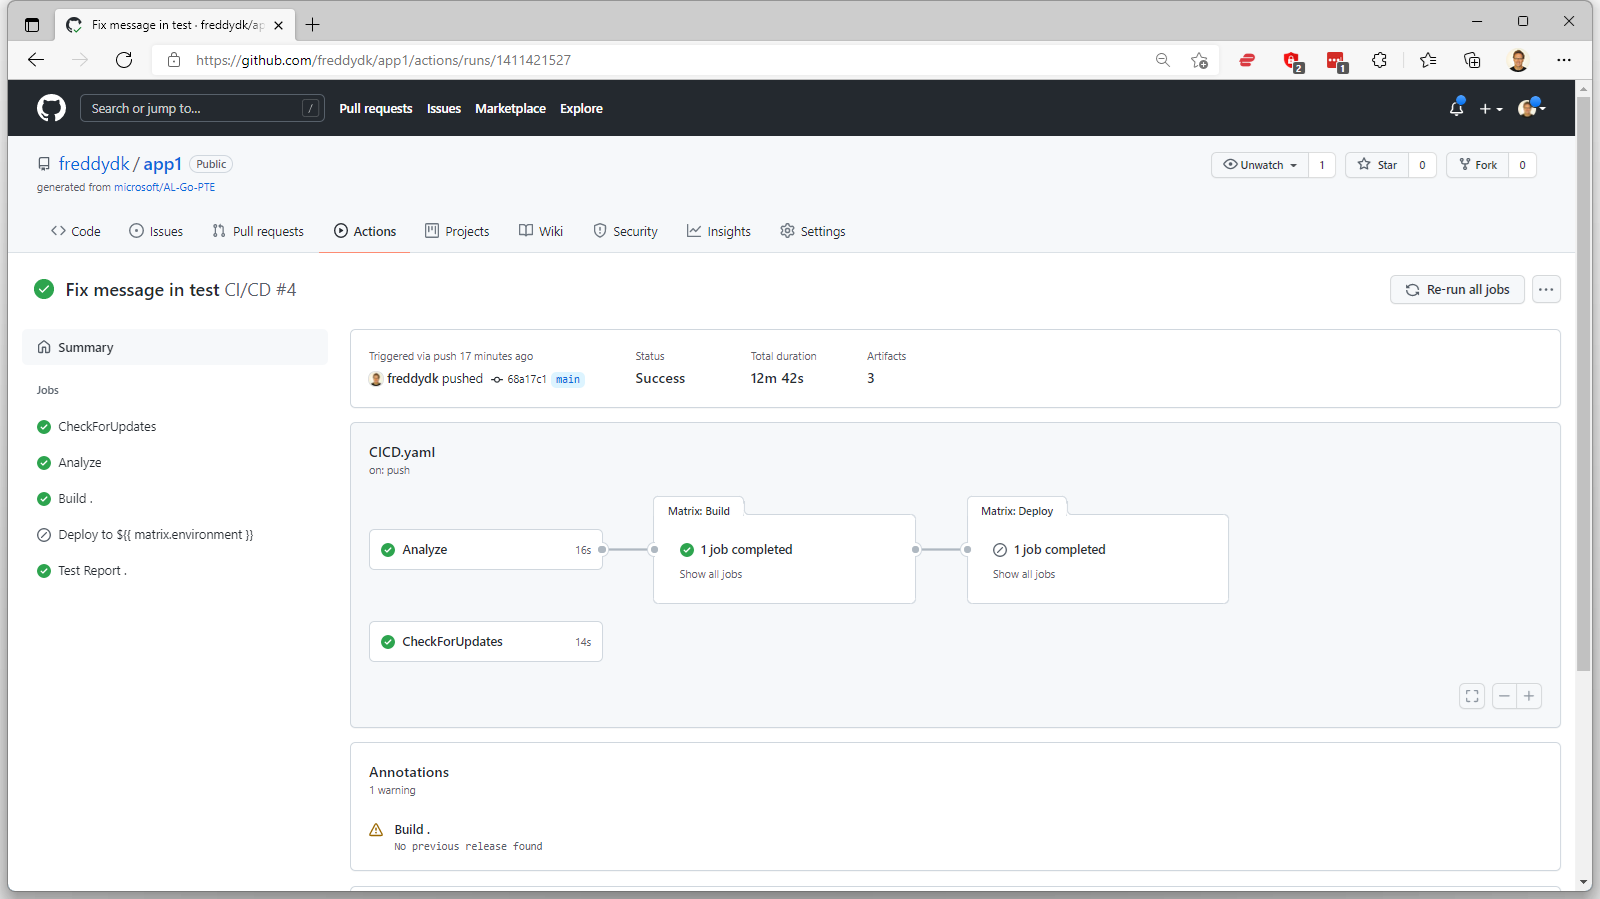 Fix message in test · freddydk/ap
https://github.com/freddydk/app1/actions/runs/1411421527
2
1
Search or jump to... /
Pull requests Issues Marketplace Explore
freddydk / app1 Public
generated from microsoft/AL-Go-PTE
Unwatch 1 Star 0 Fork 0
Code Issues Pull requests Actions Projects Wiki Security Insights Settings
Fix message in test CI/CD #4
Re-run all jobs
Summary
Jobs
CheckForUpdates
Analyze
Build .
Deploy to ${{ matrix.environment }}
Test Report .
Triggered via push 17 minutes ago
freddydk pushed 68a17c1 main
Status
Success
Total duration
12m 42s
Artifacts
3
CICD.yaml
on: push
Analyze 16s
Matrix: Build
1 job completed
Show all jobs
Matrix: Deploy
1 job completed
Show all jobs
CheckForUpdates 14s
Annotations
1 warning
Build .
No previous release found